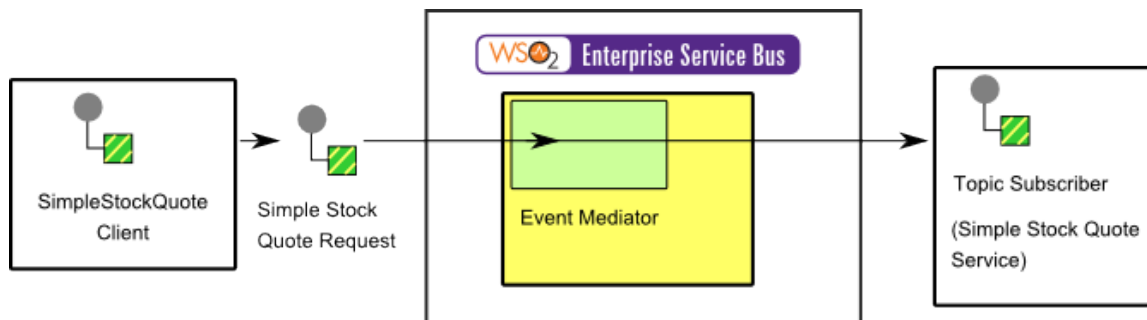 WSO2 Enterprise Service Bus
SimpleStockQuote
Client
Simple Stock
Quote Request
Event Mediator
Topic Subscriber
(Simple Stock Quote
Service)